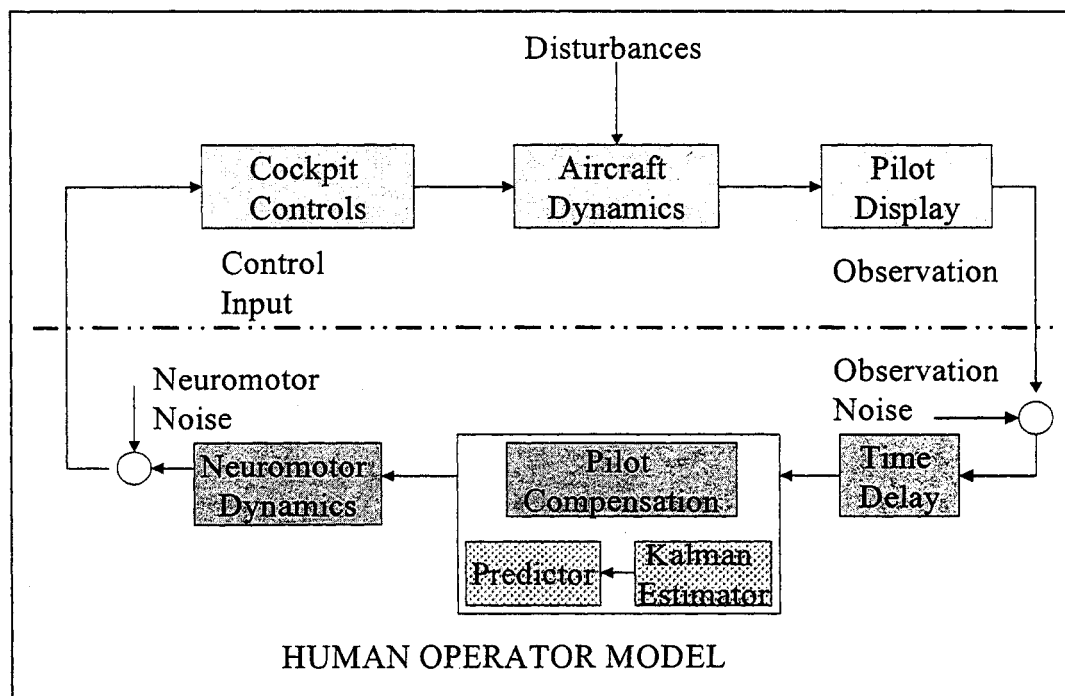 Disturbances
Cockpit
Controls
Aircraft
Dynamics
Pilot
Display
Control
Input
Observation
Neuromotor
Noise
Observation
Noise
Neuromotor
Dynamics
Pilot
Compensation
Time
Delay
Predictor
Kalman
Estimator
HUMAN OPERATOR MODEL